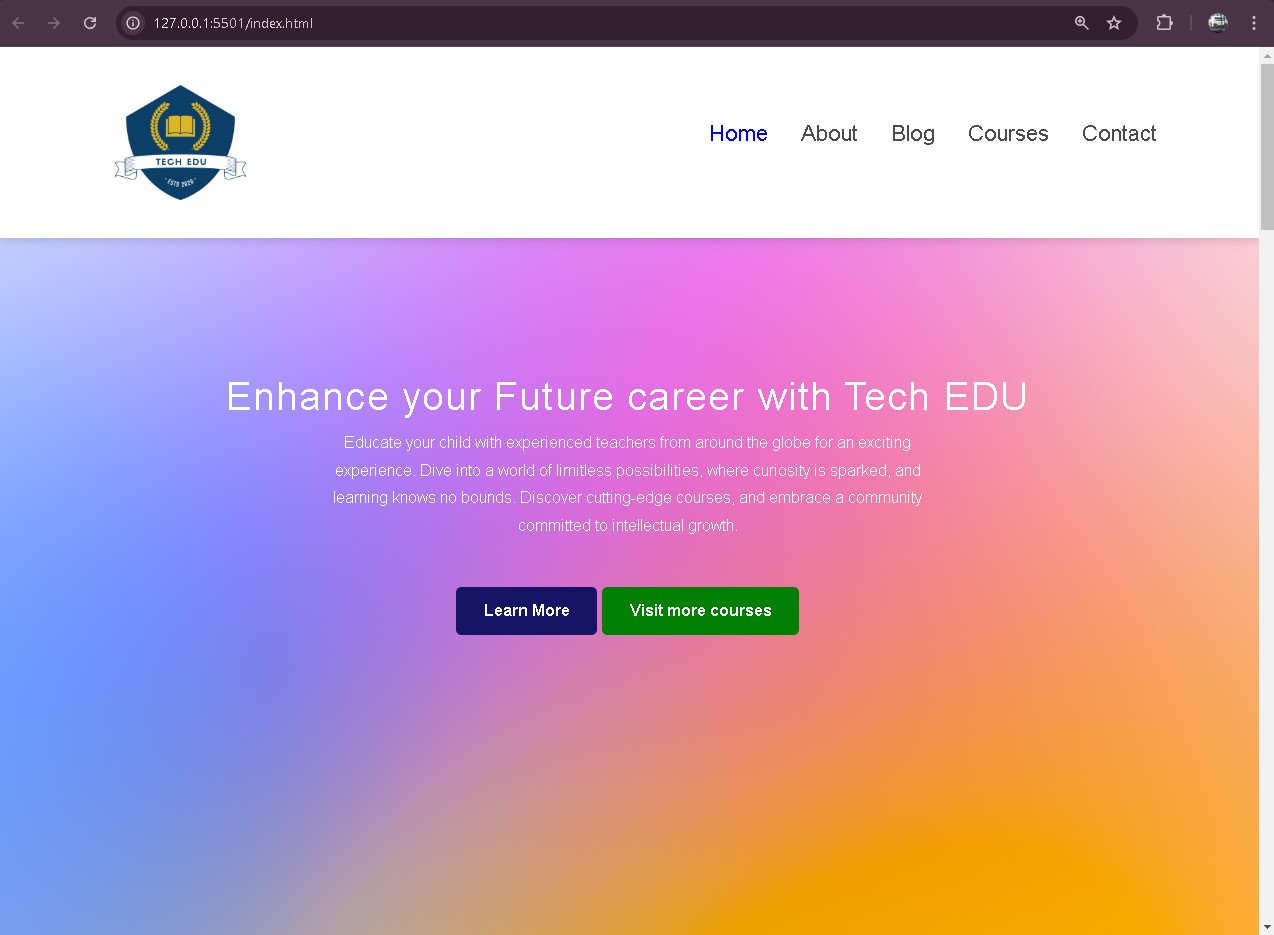 127.0.0.1:5501/index.html
TECH EDU
- ESTD 2020 -
Home About Blog Courses Contact
Enhance your Future career with Tech EDU
Educate your child with experienced teachers from around the globe for an exciting
experience. Dive into a world of limitless possibilities, where curiosity is sparked, and
learning knows no bounds. Discover cutting-edge courses, and embrace a community
committed to intellectual growth.
Learn More Visit more courses